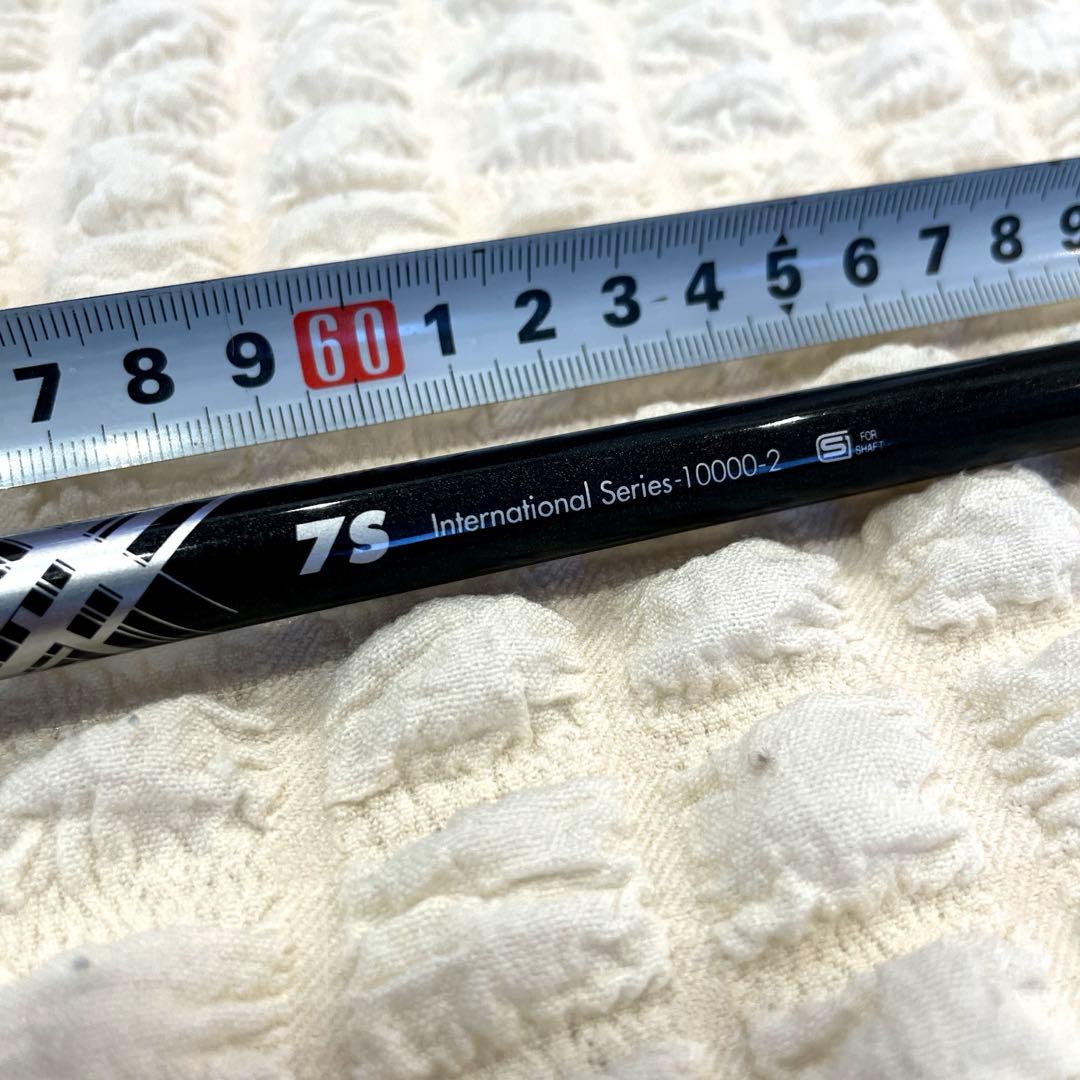 7 8 9 60 1 2 3 4 5 6 7 8 9
7S International Series-10000-2 SG FOR
SHAFT